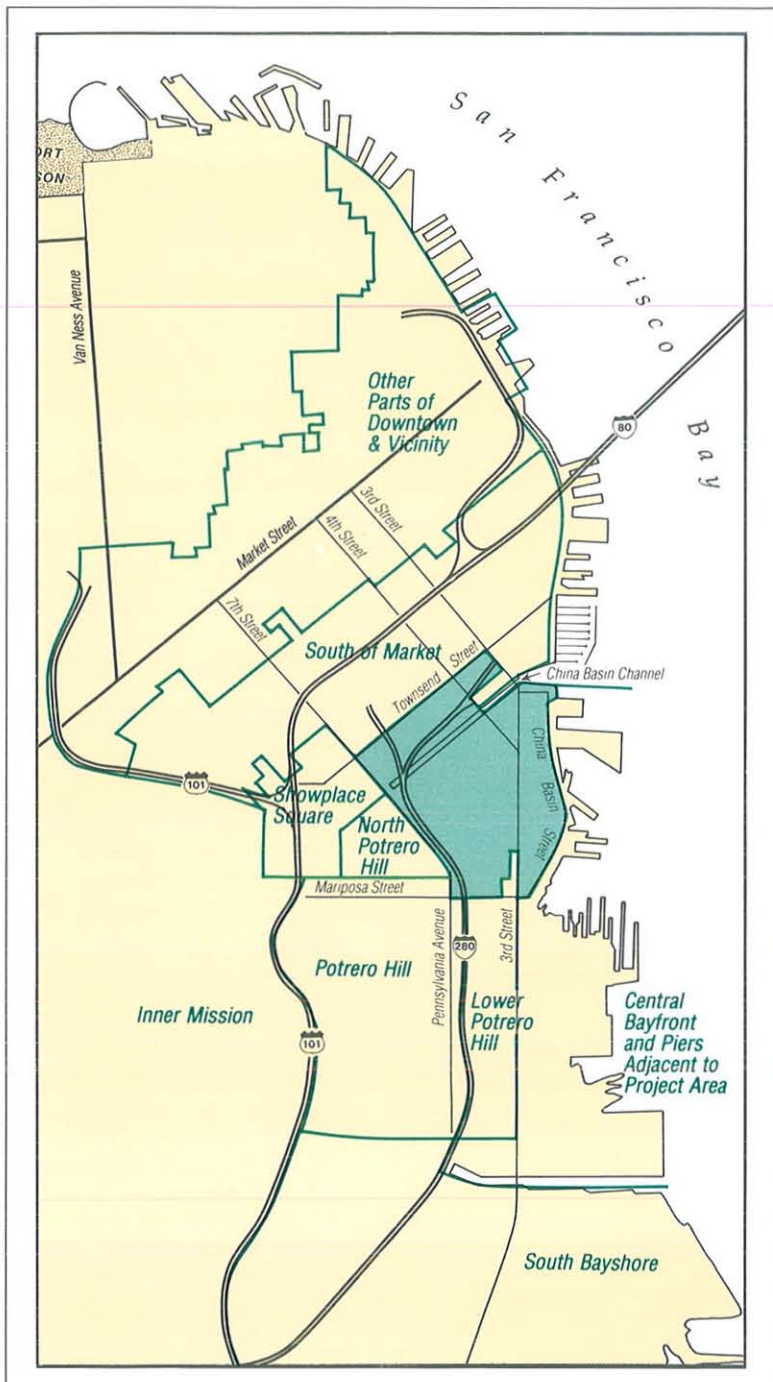 San Francisco Bay
ORT
SON
Van Ness Avenue
Other
Parts of
Downtown
& Vicinity
80
Market Street
3rd Street
4th Street
7th Street
South of Market
Townsend Street
China Basin Channel
China Basin Street
101
Showplace
Square
North
Potrero
Hill
Mariposa Street
Pennsylvania Avenue
280
3rd Street
Potrero Hill
Lower
Potrero
Hill
Inner Mission
101
Central
Bayfront
and Piers
Adjacent to
Project Area
South Bayshore